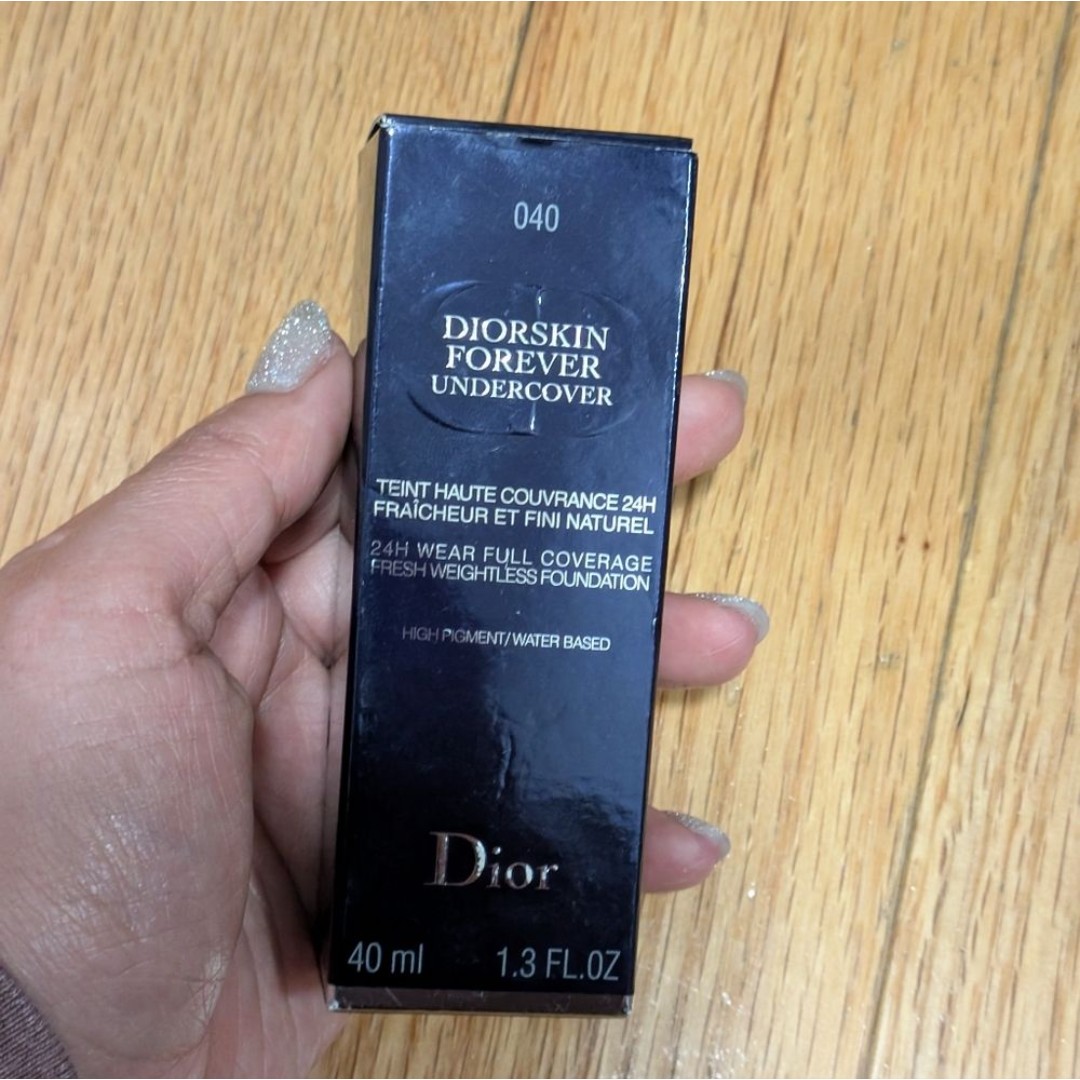 040
DIORSKIN
FOREVER
UNDERCOVER
TEINT HAUTE COUVRANCE 24H
FRAÎCHEUR ET FINI NATUREL
24H WEAR FULL COVERAGE
FRESH WEIGHTLESS FOUNDATION
HIGH PIGMENT/WATER BASED
Dior
40 ml 1.3 FL.OZ